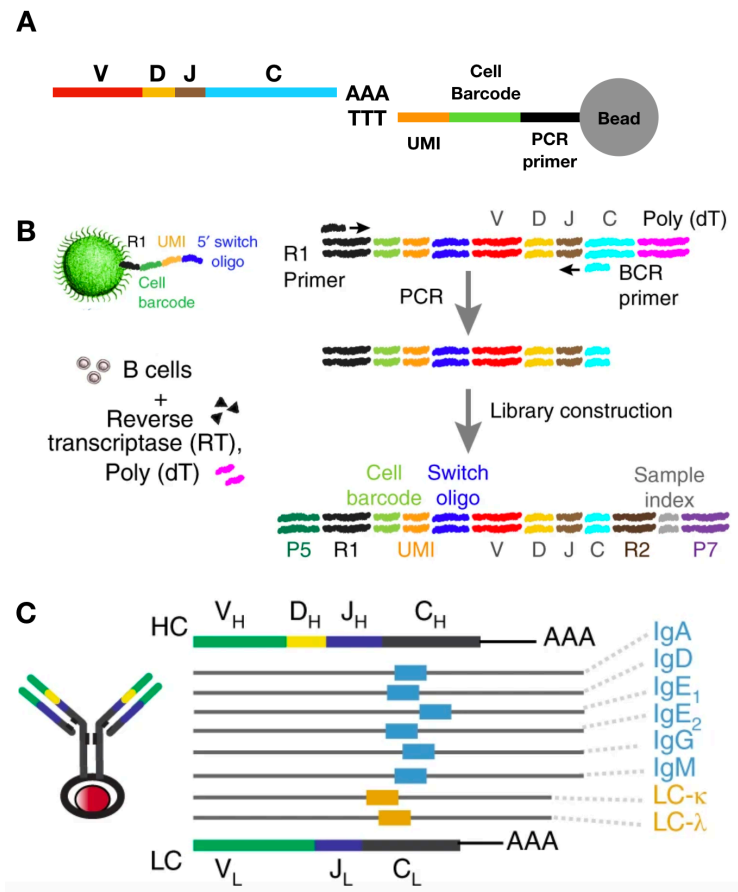 A
V D J C
AAA
TTT
Cell
Barcode
UMI
PCR
primer
Bead
B
R1 UMI 5′ switch
oligo
Cell
barcode
B cells
+
Reverse
transcriptase (RT),
Poly (dT)
V D J C Poly (dT)
R1
Primer
BCR
primer
PCR
Library construction
Cell
barcode
Switch
oligo
Sample
index
P5 R1 UMI V D J C R2 P7
C
HC
VH DH JH CH
AAA
IgA
IgD
IgE1
IgE2
IgG
IgM
LC-κ
LC-λ
AAA
LC
VL JL CL